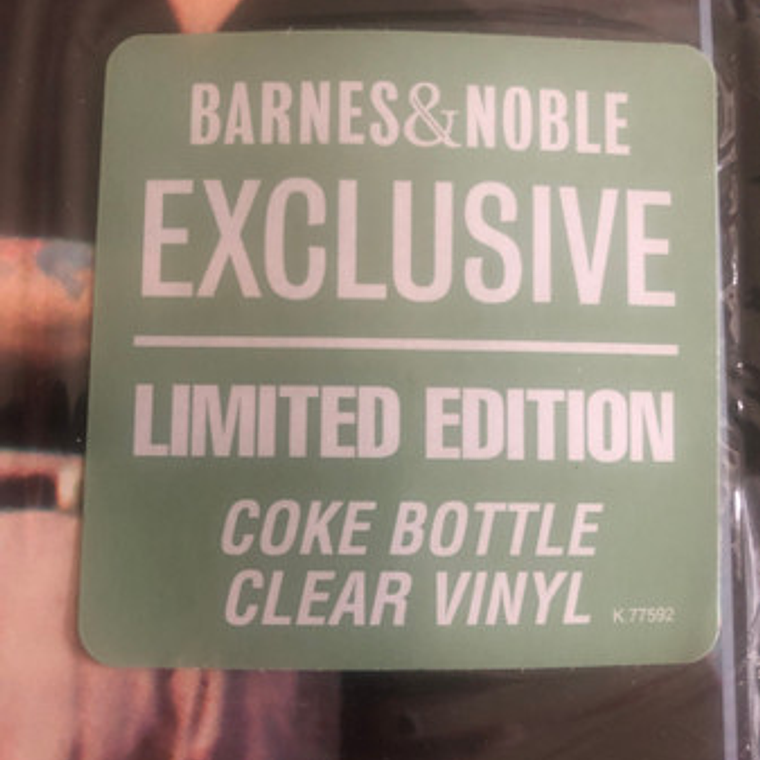 BARNES&NOBLE
EXCLUSIVE
LIMITED EDITION
COKE BOTTLE
CLEAR VINYL
K 77592